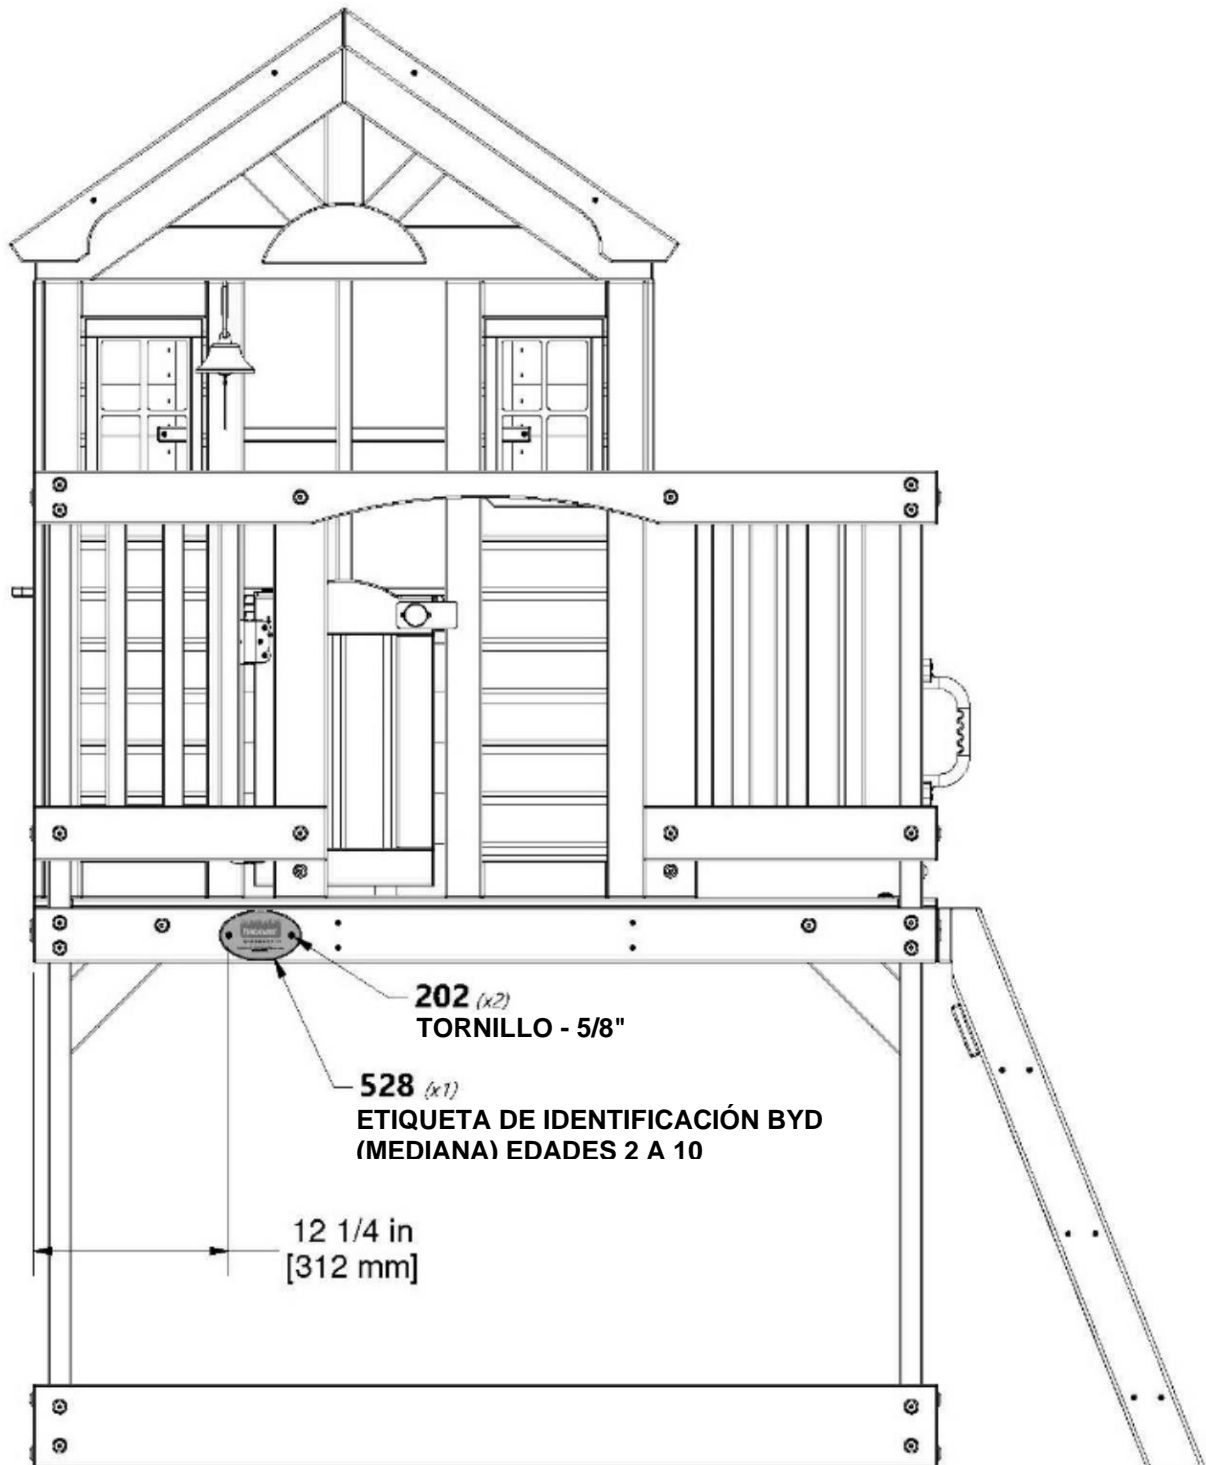 202 (x2)
TORNILLO - 5/8"
528 (x1)
ETIQUETA DE IDENTIFICACIÓN BYD
(MEDIANA) EDADES 2 A 10
12 1/4 in
[312 mm]